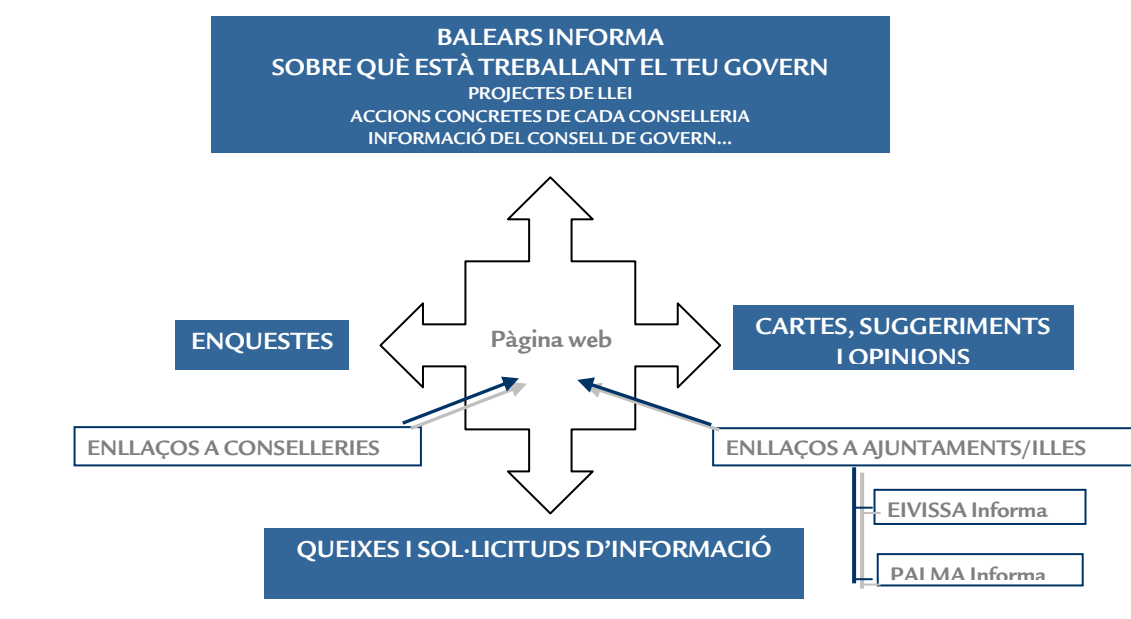 BALEARS INFORMA
SOBRE QUÈ ESTÀ TREBALLANT EL TEU GOVERN
PROJECTES DE LLEI
ACCIONS CONCRETES DE CADA CONSELLERIA
INFORMACIÓ DEL CONSELL DE GOVERN...
ENQUESTES
Pàgina web
CARTES, SUGGERIMENTS
I OPINIONS
ENLLAÇOS A CONSELLERIES
ENLLAÇOS A AJUNTAMENTS/ILLES
EIVISSA Informa
PALMA Informa
QUEIXES I SOL·LICITUDS D’INFORMACIÓ